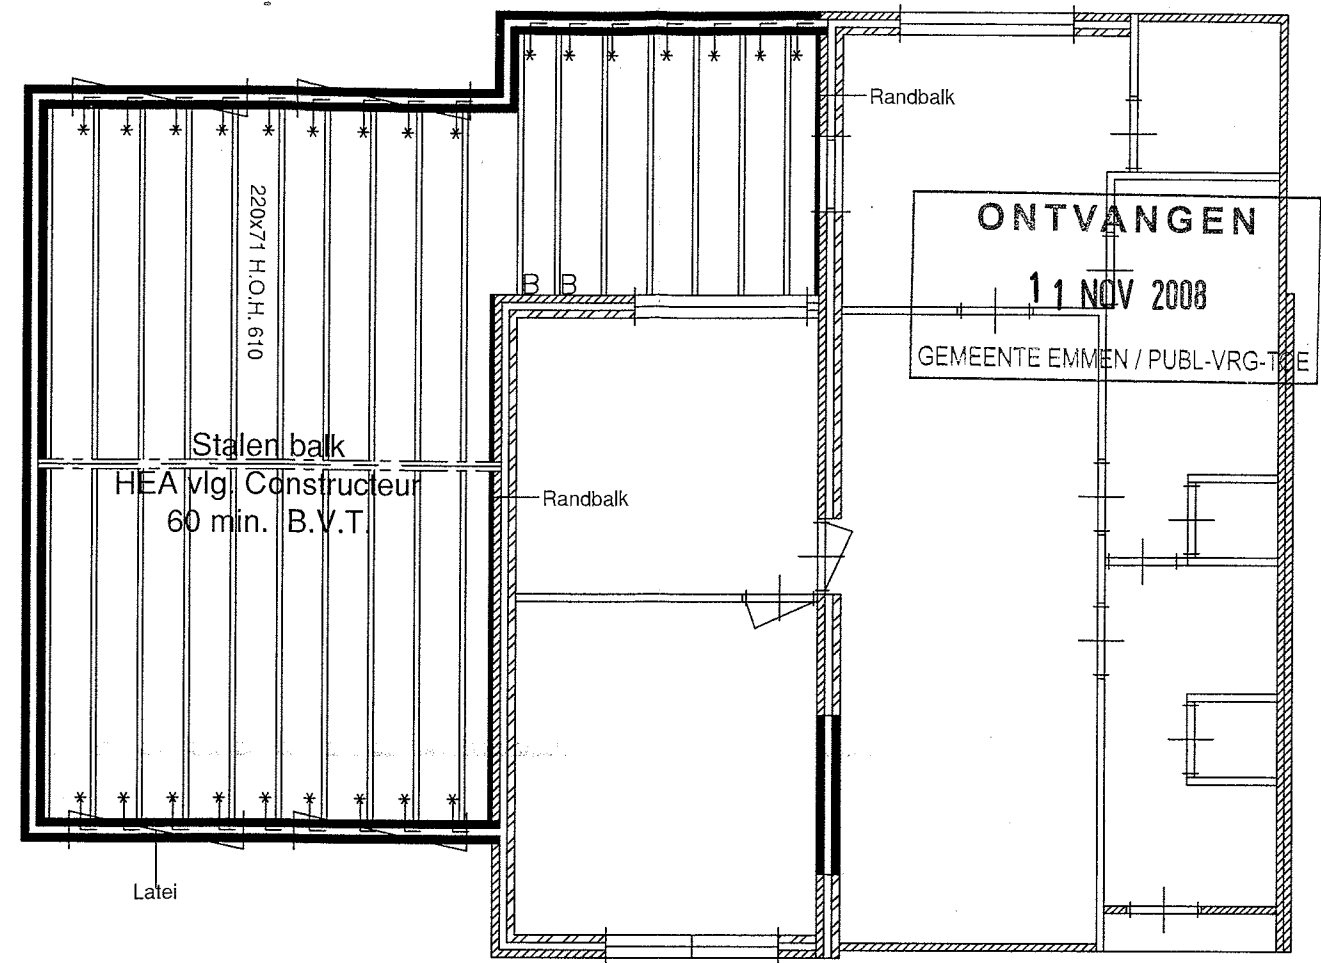 Randbalk
ONTVANGEN
11 NOV 2008
GEMEENTE EMMEN / PUBL-VRG-TOE
220x71 H.O.H. 610
B B
Stalen balk
HEA vlg. Constructeur
60 min. B.V.T.
Randbalk
Latei